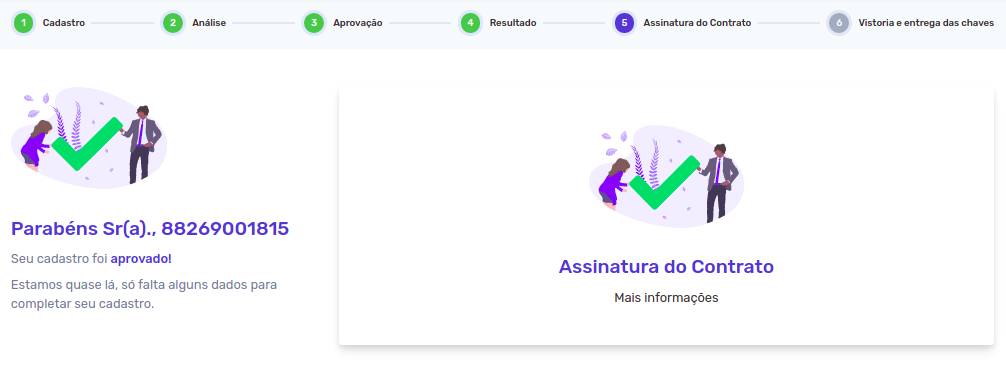 1 Cadastro 2 Análise 3 Aprovação 4 Resultado 5 Assinatura do Contrato 6 Vistoria e entrega das chaves
Parabéns Sr(a)., 88269001815
Seu cadastro foi aprovado!
Estamos quase lá, só falta alguns dados para
completar seu cadastro.
Assinatura do Contrato
Mais informações